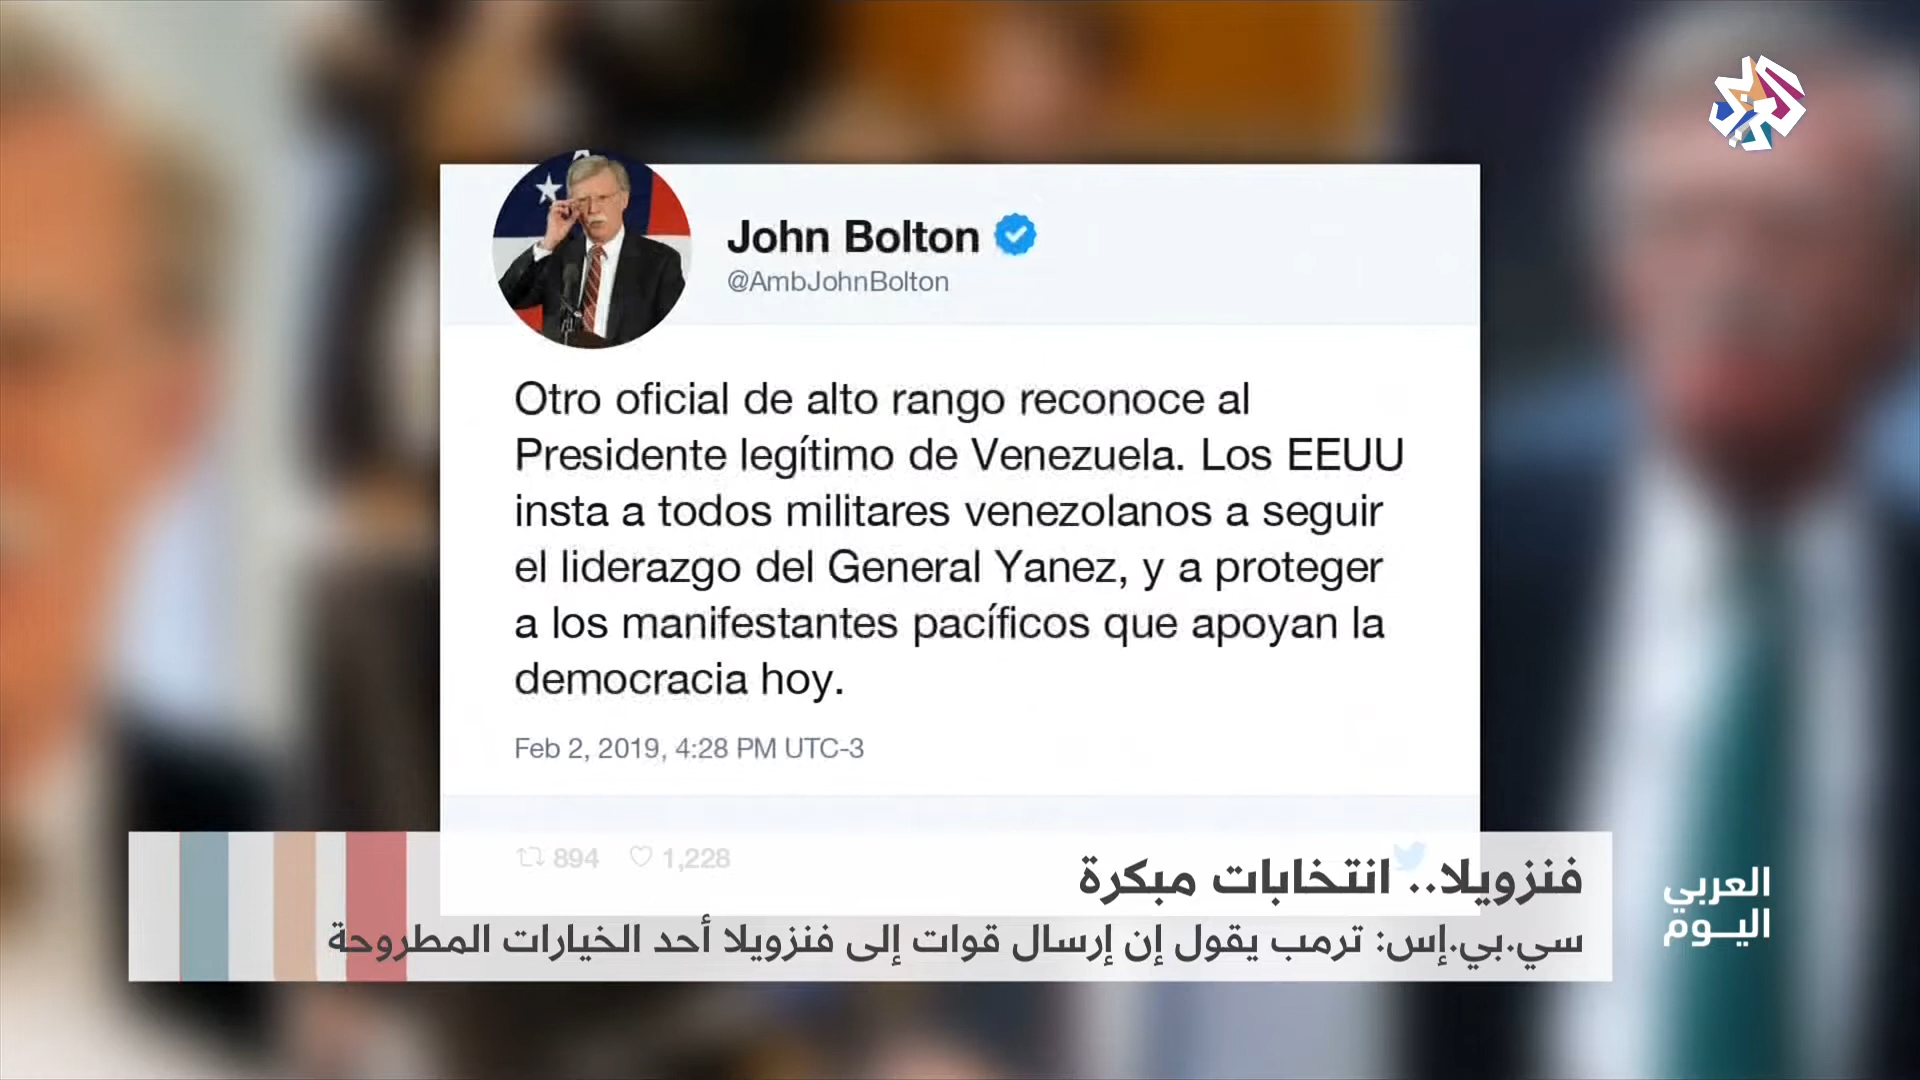 John Bolton
@AmbJohnBolton
Otro oficial de alto rango reconoce al
Presidente legítimo de Venezuela. Los EEUU
insta a todos militares venezolanos a seguir
el liderazgo del General Yanez, y a proteger
a los manifestantes pacíficos que apoyan la
democracia hoy.
Feb 2, 2019, 4:28 PM UTC-3
894 1,228
فنزويلا.. انتخابات مبكرة
سي.بي.إس: ترمب يقول إن إرسال قوات إلى فنزويلا أحد الخيارات المطروحة
العربي
اليوم